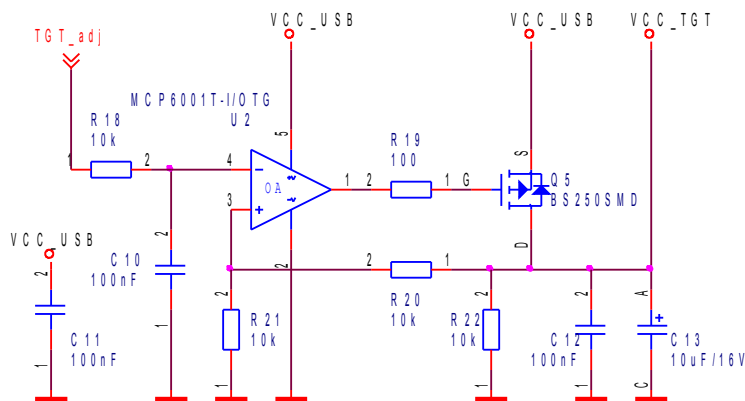 VCC_USB
VCC_USB
VCC_TGT
TGT_adj
MCP6001T-I/OTG
U2
R18
10k
1
2
4
5
3
2
OA
1
2
R19
100
1
G
S
D
Q5
BS250SMD
VCC_USB
2
C11
100nF
1
2
C10
100nF
1
2
R21
10k
1
2
R20
10k
1
2
R22
10k
1
2
C12
100nF
1
A
C13
10uF/16V
C